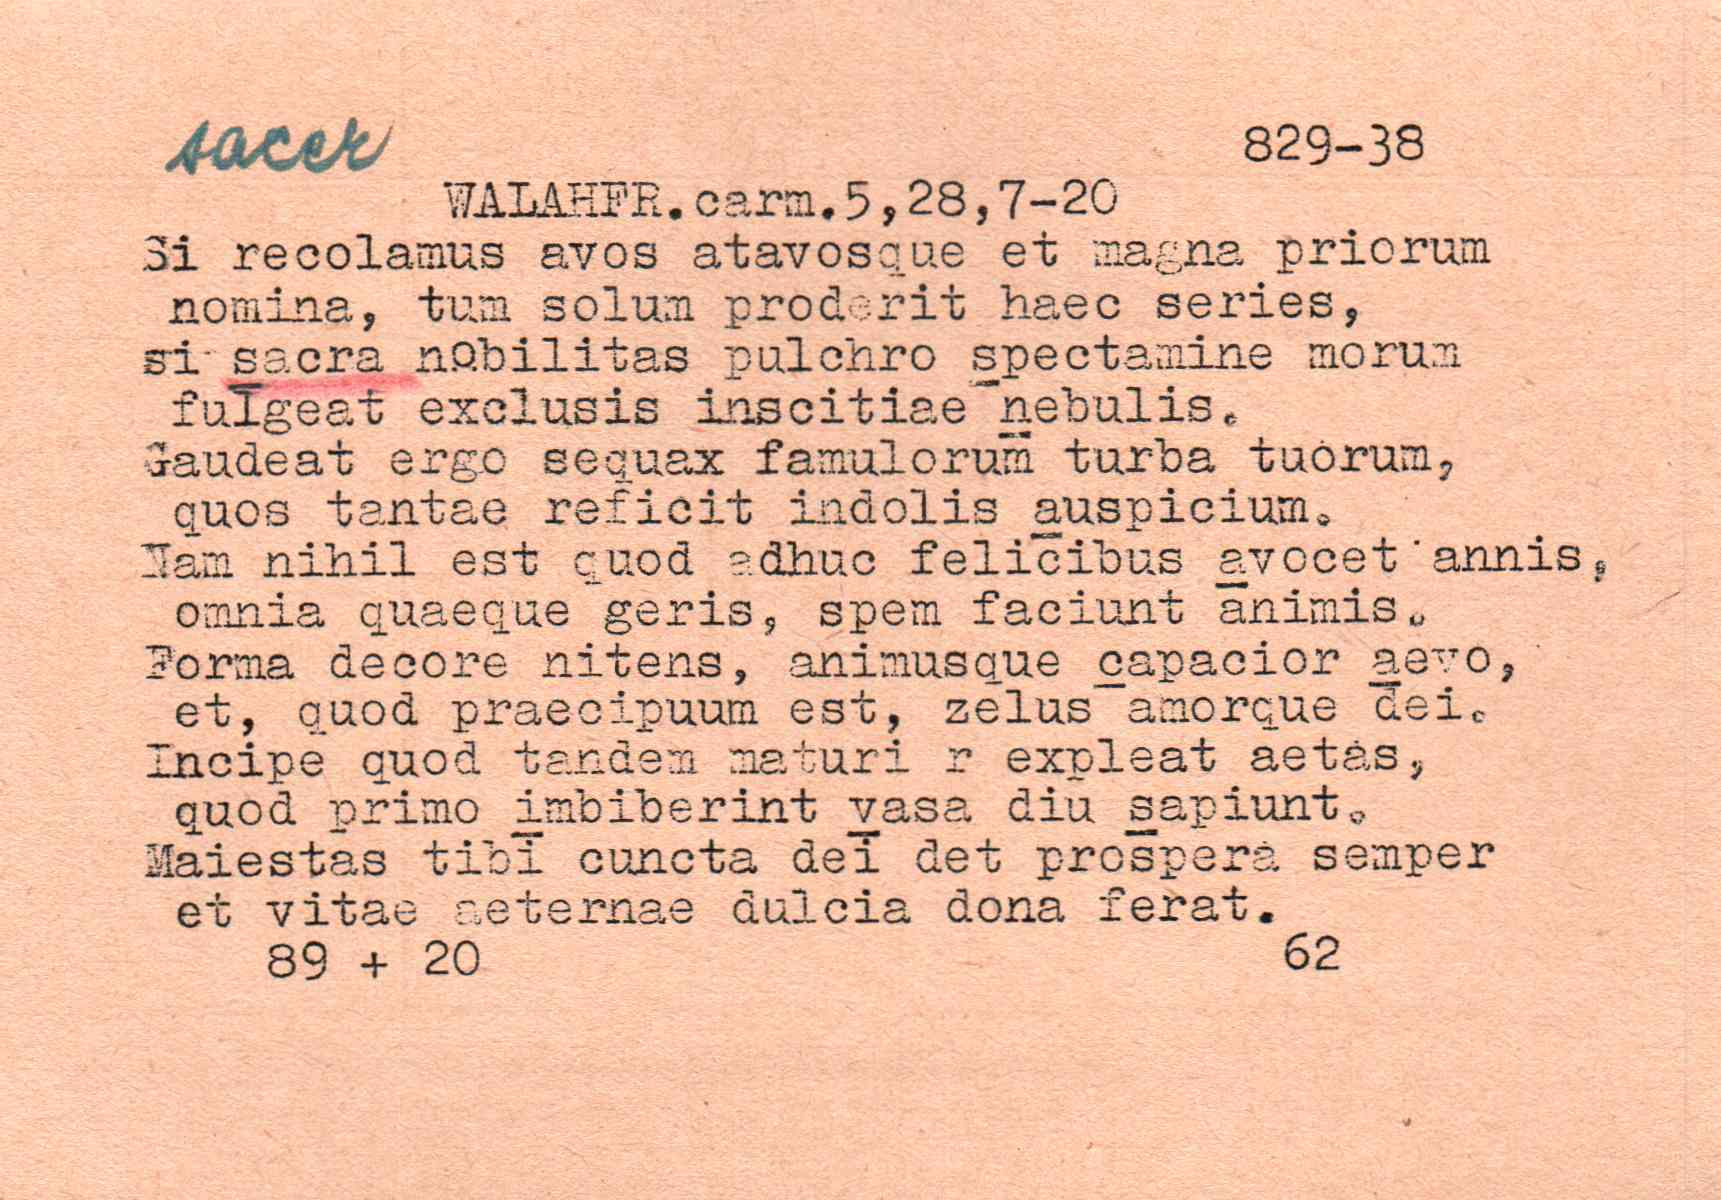 sacer
829-38
WALAHFR.carm.5,28,7-20
Si recolamus avos atavosque et magna priorum
nomina, tum solum proderit haec series,
si sacra nobilitas pulchro spectamine morum
fulgeat exclusis inscitiae nebulis.
Gaudeat ergo sequax famulorum turba tuorum,
quos tantae reficit indolis auspicium.
Nam nihil est quod adhuc felicibus avocet annis,
omnia quaeque geris, spem faciunt animis.
Forma decore nitens, animusque capacior aevo,
et, quod praecipuum est, zelus amorque dei.
Incipe quod tandem maturi r expleat aetas,
quod primo imbiberint vasa diu sapiunt.
Maiestas tibi cuncta dei det prospera semper
et vitae aeternae dulcia dona ferat.
89 + 20
62